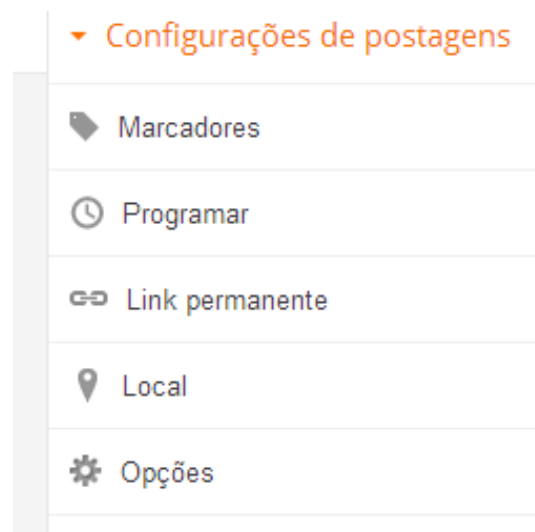 Configurações de postagens
Marcadores
Programar
Link permanente
Local
Opções